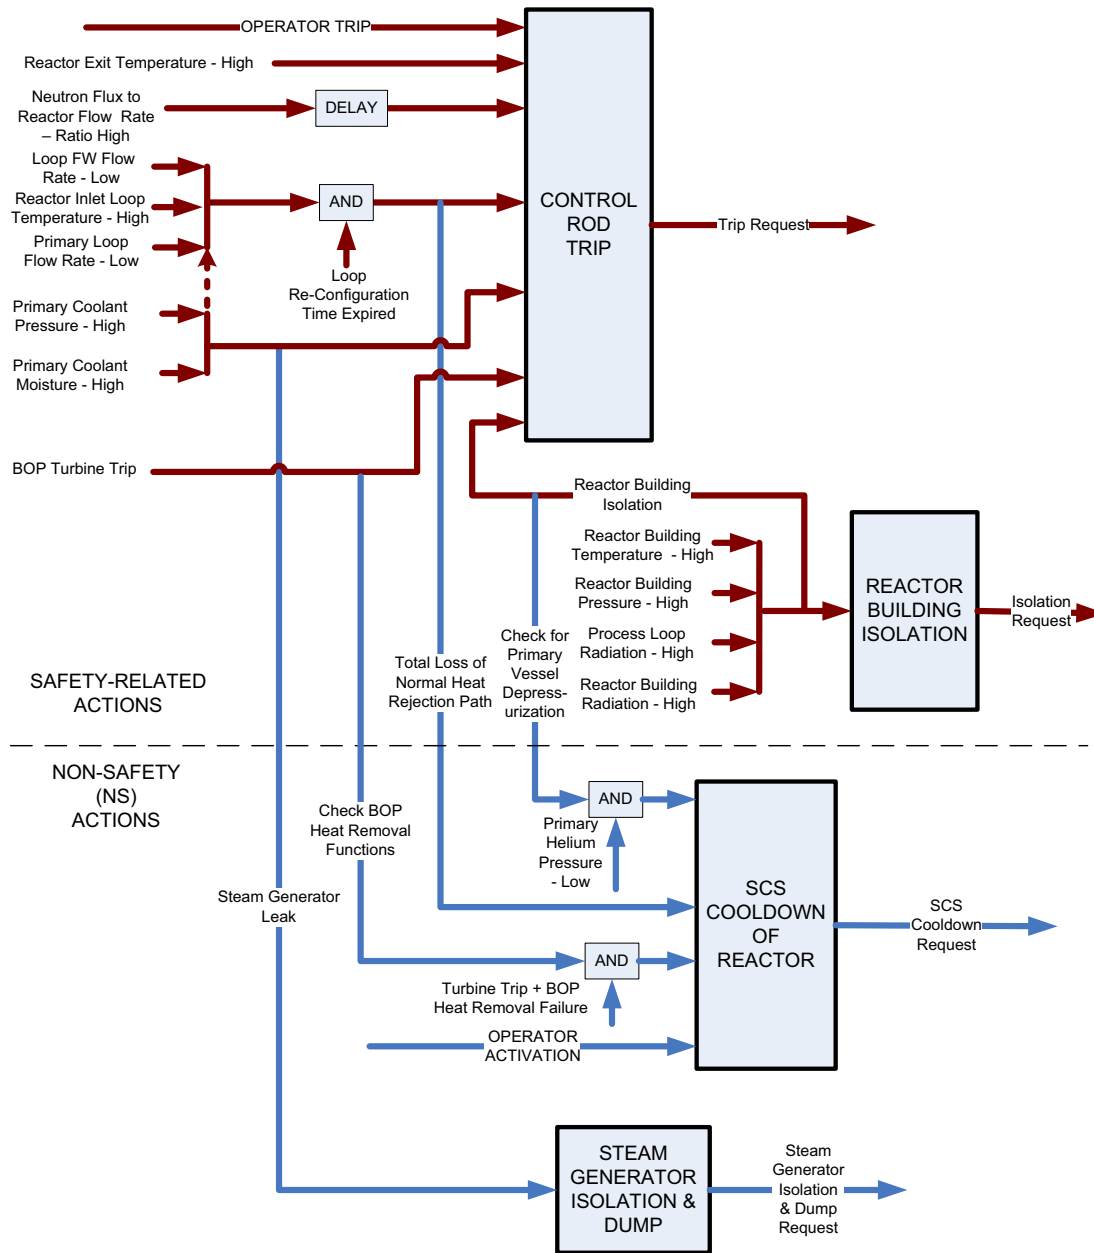 OPERATOR TRIP
Reactor Exit Temperature - High
Neutron Flux to
Reactor Flow Rate
– Ratio High
DELAY
Loop FW Flow
Rate - Low
Reactor Inlet Loop
Temperature - High
Primary Loop
Flow Rate - Low
AND
Loop
Re-Configuration
Time Expired
CONTROL
ROD
TRIP
Trip Request
Primary Coolant
Pressure - High
Primary Coolant
Moisture - High
BOP Turbine Trip
Reactor Building
Isolation
Reactor Building
Temperature - High
Reactor Building
Pressure - High
Process Loop
Radiation - High
Reactor Building
Radiation - High
REACTOR
BUILDING
ISOLATION
Isolation
Request
Check for
Primary
Vessel
Depress-
urization
Total Loss of
Normal Heat
Rejection Path
SAFETY-RELATED
ACTIONS
NON-SAFETY
(NS)
ACTIONS
Check BOP
Heat Removal
Functions
AND
Primary
Helium
Pressure
- Low
Steam Generator
Leak
AND
Turbine Trip + BOP
Heat Removal Failure
OPERATOR
ACTIVATION
SCS
COOLDOWN
OF
REACTOR
SCS
Cooldown
Request
STEAM
GENERATOR
ISOLATION &
DUMP
Steam
Generator
Isolation
& Dump
Request